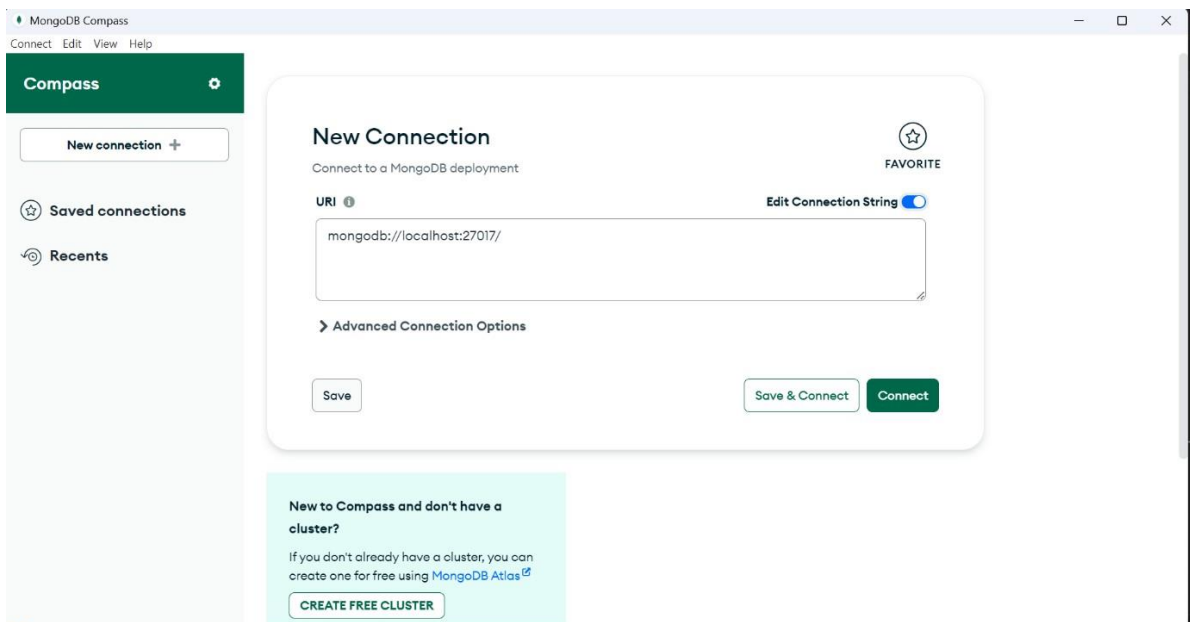 MongoDB Compass
Connect Edit View Help
Compass
New connection
Saved connections
Recents
New Connection
Connect to a MongoDB deployment
FAVORITE
URI
Edit Connection String
mongodb://localhost:27017/
Advanced Connection Options
Save
Save & Connect
Connect
New to Compass and don't have a
cluster?
If you don't already have a cluster, you can
create one for free using MongoDB Atlas
CREATE FREE CLUSTER